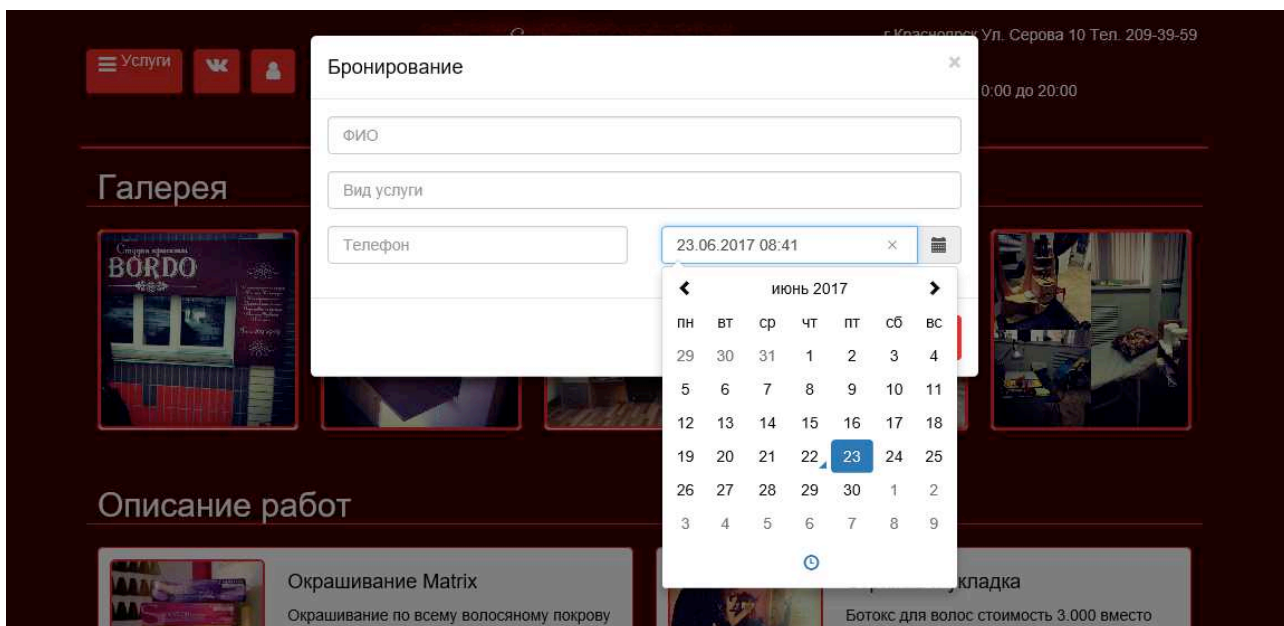 г.Красноярск Ул. Серова 10 Тел. 209-39-59
Услуги
0:00 до 20:00
Бронирование ×
ФИО
Вид услуги
Телефон
23.06.2017 08:41 ×
июнь 2017
пн вт ср чт пт сб вс
29 30 31 1 2 3 4
5 6 7 8 9 10 11
12 13 14 15 16 17 18
19 20 21 22 23 24 25
26 27 28 29 30 1 2
3 4 5 6 7 8 9
Галерея
Студия красоты
BORDO
Описание работ
Окрашивание Matrix
Окрашивание по всему волосяному покрову
кладка
Ботокс для волос стоимость 3.000 вместо